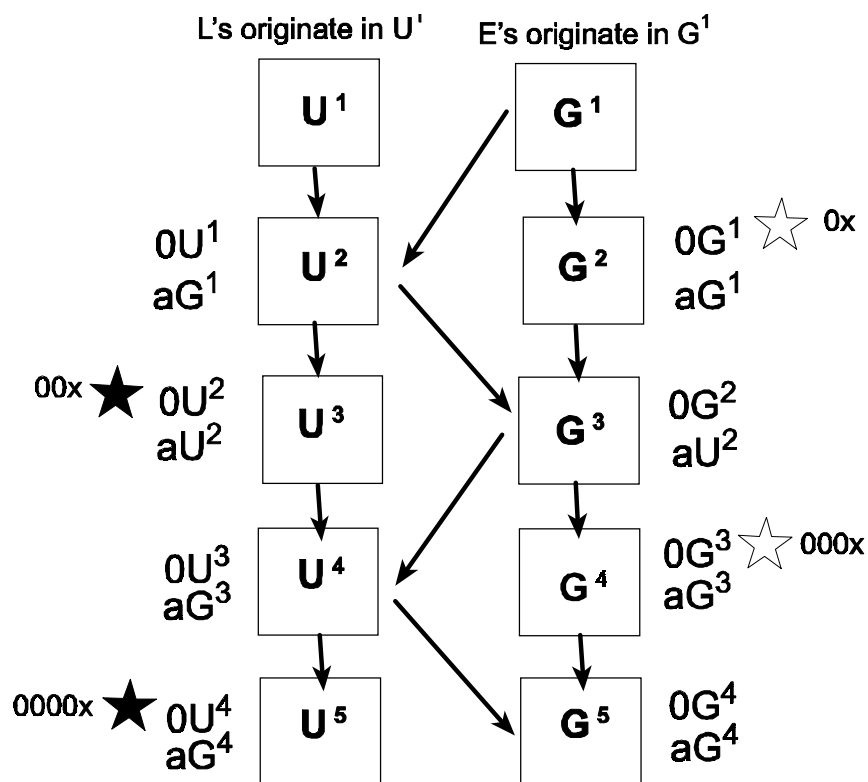 L's originate in U¹ E's originate in G¹
U¹ G¹
0U¹ U² G² 0G¹ 0x
aG¹ aG¹
00x 0U² U³ G³ 0G²
aU² aU²
0U³ U⁴ G⁴ 0G³ 000x
aG³ aG³
0000x 0U⁴ U⁵ G⁵ 0G⁴
aG⁴ aG⁴